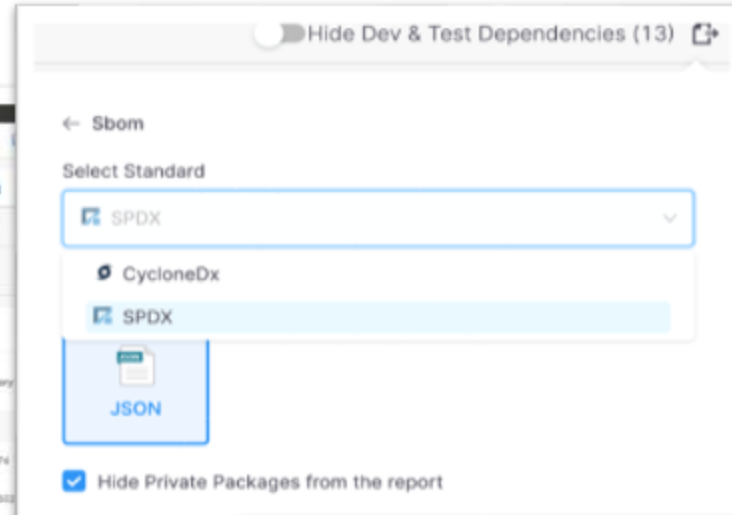 Hide Dev & Test Dependencies (13)
← Sbom
Select Standard
SPDX
CycloneDx
SPDX
JSON
JSON
Hide Private Packages from the report